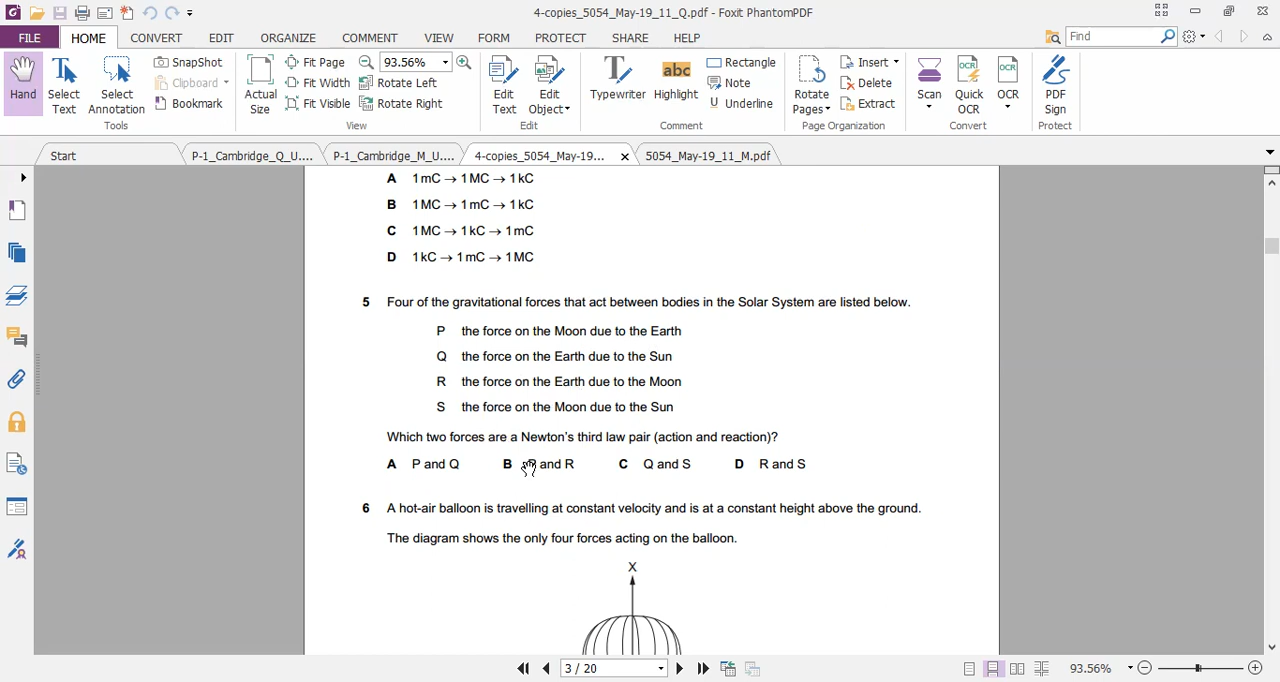 4-copies_5054_May-19_11_Q.pdf - Foxit PhantomPDF
FILE HOME CONVERT EDIT ORGANIZE COMMENT VIEW FORM PROTECT SHARE HELP Find
Hand Select Text Select Annotation SnapShot Clipboard Bookmark Tools
Actual Size Fit Page Fit Width Fit Visible 93.56% Rotate Left Rotate Right View
Edit Text Edit Object Edit
Typewriter abc Highlight Rectangle Note Underline Comment
Rotate Pages Insert Delete Extract Page Organization
Scan OCR Quick OCR OCR OCR Convert
PDF Sign Protect
Start P-1_Cambridge_Q_U.... P-1_Cambridge_M_U.... 4-copies_5054_May-19... 5054_May-19_11_M.pdf
A 1 mC → 1 MC → 1 kC
B 1 MC → 1 mC → 1 kC
C 1 MC → 1 kC → 1 mC
D 1 kC → 1 mC → 1 MC
5 Four of the gravitational forces that act between bodies in the Solar System are listed below.
P the force on the Moon due to the Earth
Q the force on the Earth due to the Sun
R the force on the Earth due to the Moon
S the force on the Moon due to the Sun
Which two forces are a Newton's third law pair (action and reaction)?
A P and Q B P and R C Q and S D R and S
6 A hot-air balloon is travelling at constant velocity and is at a constant height above the ground.
The diagram shows the only four forces acting on the balloon.
X
3 / 20 93.56%